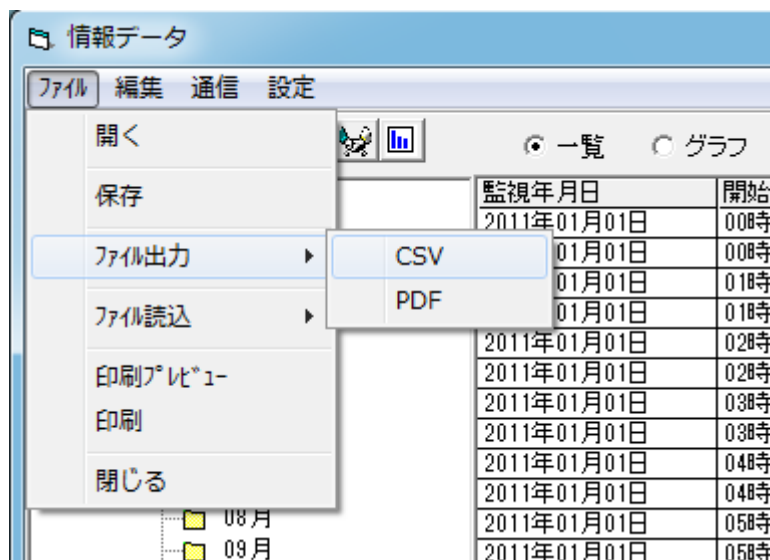 情報データ
ファイル 編集 通信 設定
開く
保存
ファイル出力
ファイル読込
印刷プレビュー
印刷
閉じる
CSV
PDF
一覧 グラフ
監視年月日 開始
2011年01月01日 00時
01月01日 00時
01月01日 01時
01月01日 01時
2011年01月01日 02時
2011年01月01日 02時
2011年01月01日 03時
2011年01月01日 03時
2011年01月01日 04時
2011年01月01日 04時
2011年01月01日 05時
2011年01月01日 05時
08月
09月